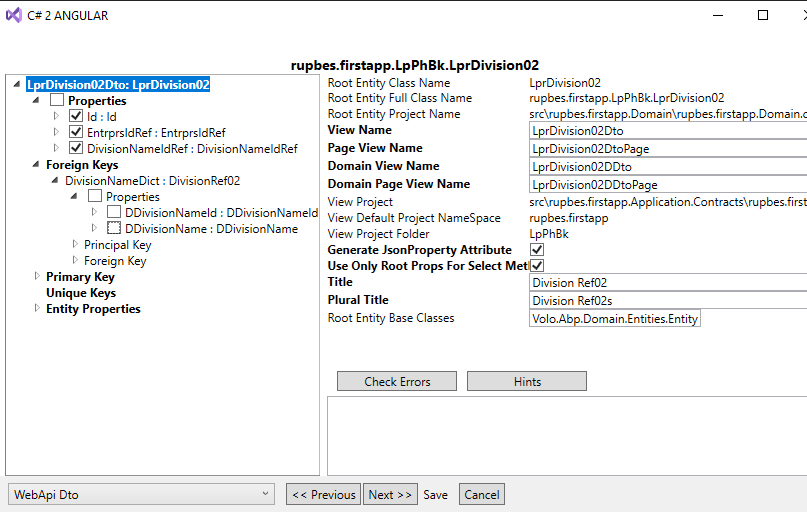 C# 2 ANGULAR
rupbes.firstapp.LpPhBk.LprDivision02
LprDivision02Dto: LprDivision02
Properties
Id : Id
EntrprsIdRef : EntrprsIdRef
DivisionNameIdRef : DivisionNameIdRef
Foreign Keys
DivisionNameDict : DivisionRef02
Properties
DDivisionNameId : DDivisionNameId
DDivisionName : DDivisionName
Principal Key
Foreign Key
Primary Key
Unique Keys
Entity Properties
Root Entity Class Name LprDivision02
Root Entity Full Class Name rupbes.firstapp.LpPhBk.LprDivision02
Root Entity Project Name src\rupbes.firstapp.Domain\rupbes.firstapp.Domain.c
View Name LprDivision02Dto
Page View Name LprDivision02DtoPage
Domain View Name LprDivision02DDto
Domain Page View Name LprDivision02DDtoPage
View Project src\rupbes.firstapp.Application.Contracts\rupbes.first
View Default Project NameSpace rupbes.firstapp
View Project Folder LpPhBk
Generate JsonProperty Attribute
Use Only Root Props For Select Met
Title Division Ref02
Plural Title Division Ref02s
Root Entity Base Classes Volo.Abp.Domain.Entities.Entity
Check Errors Hints
WebApi Dto << Previous Next >> Save Cancel